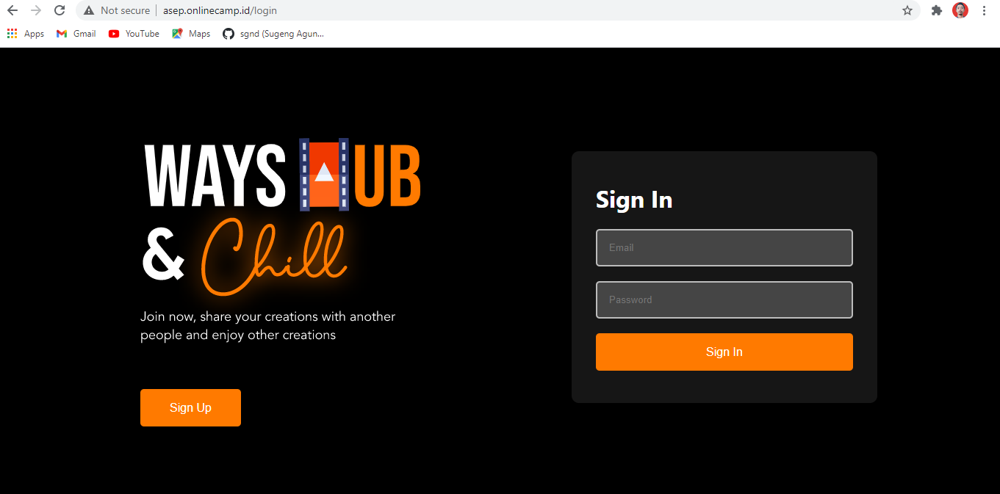 Not secure asep.onlinecamp.id/login
Apps Gmail YouTube Maps sgnd (Sugeng Agun...
WAYS HUB
& Chill
Join now, share your creations with another
people and enjoy other creations
Sign Up
Sign In
Email
Password
Sign In